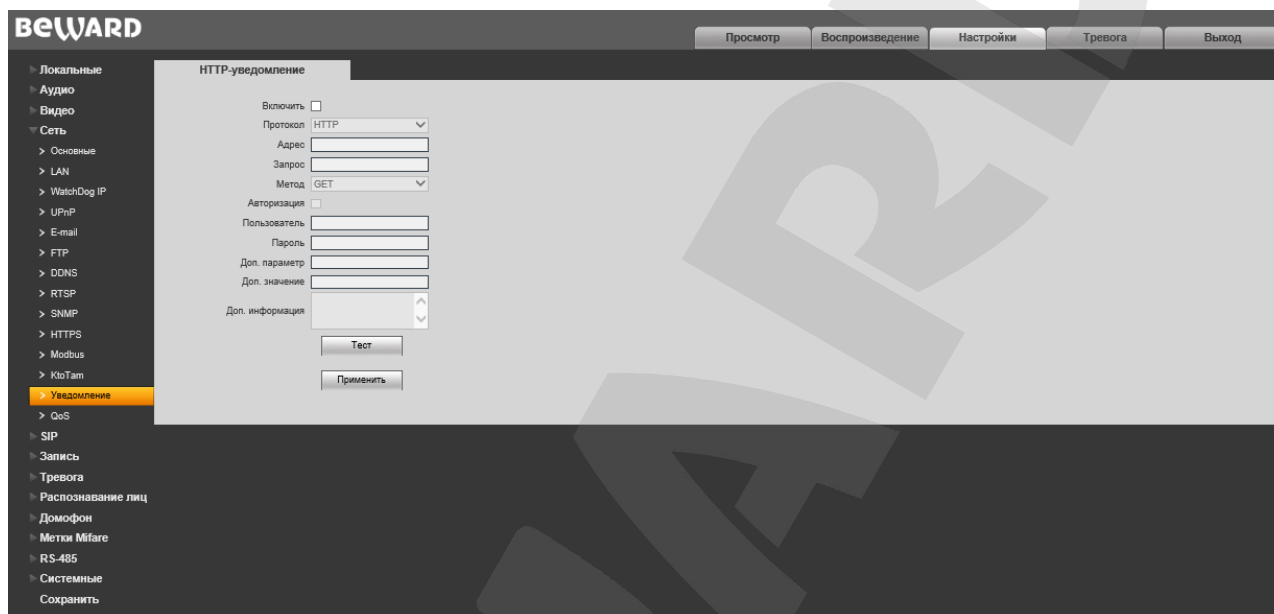 BEWARD
Просмотр
Воспроизведение
Настройки
Тревога
Выход
Локальные
Аудио
Видео
Сеть
> Основные
> LAN
> WatchDog IP
> UPnP
> E-mail
> FTP
> DDNS
> RTSP
> SNMP
> HTTPS
> Modbus
> KtoTam
> Уведомление
> QoS
SIP
Запись
Тревога
Распознавание лиц
Домофон
Метки Mifare
RS-485
Системные
Сохранить
HTTP-уведомление
Включить
Протокол HTTP
Адрес
Запрос
Метод GET
Авторизация
Пользователь
Пароль
Доп. параметр
Доп. значение
Доп. информация
Тест
Применить